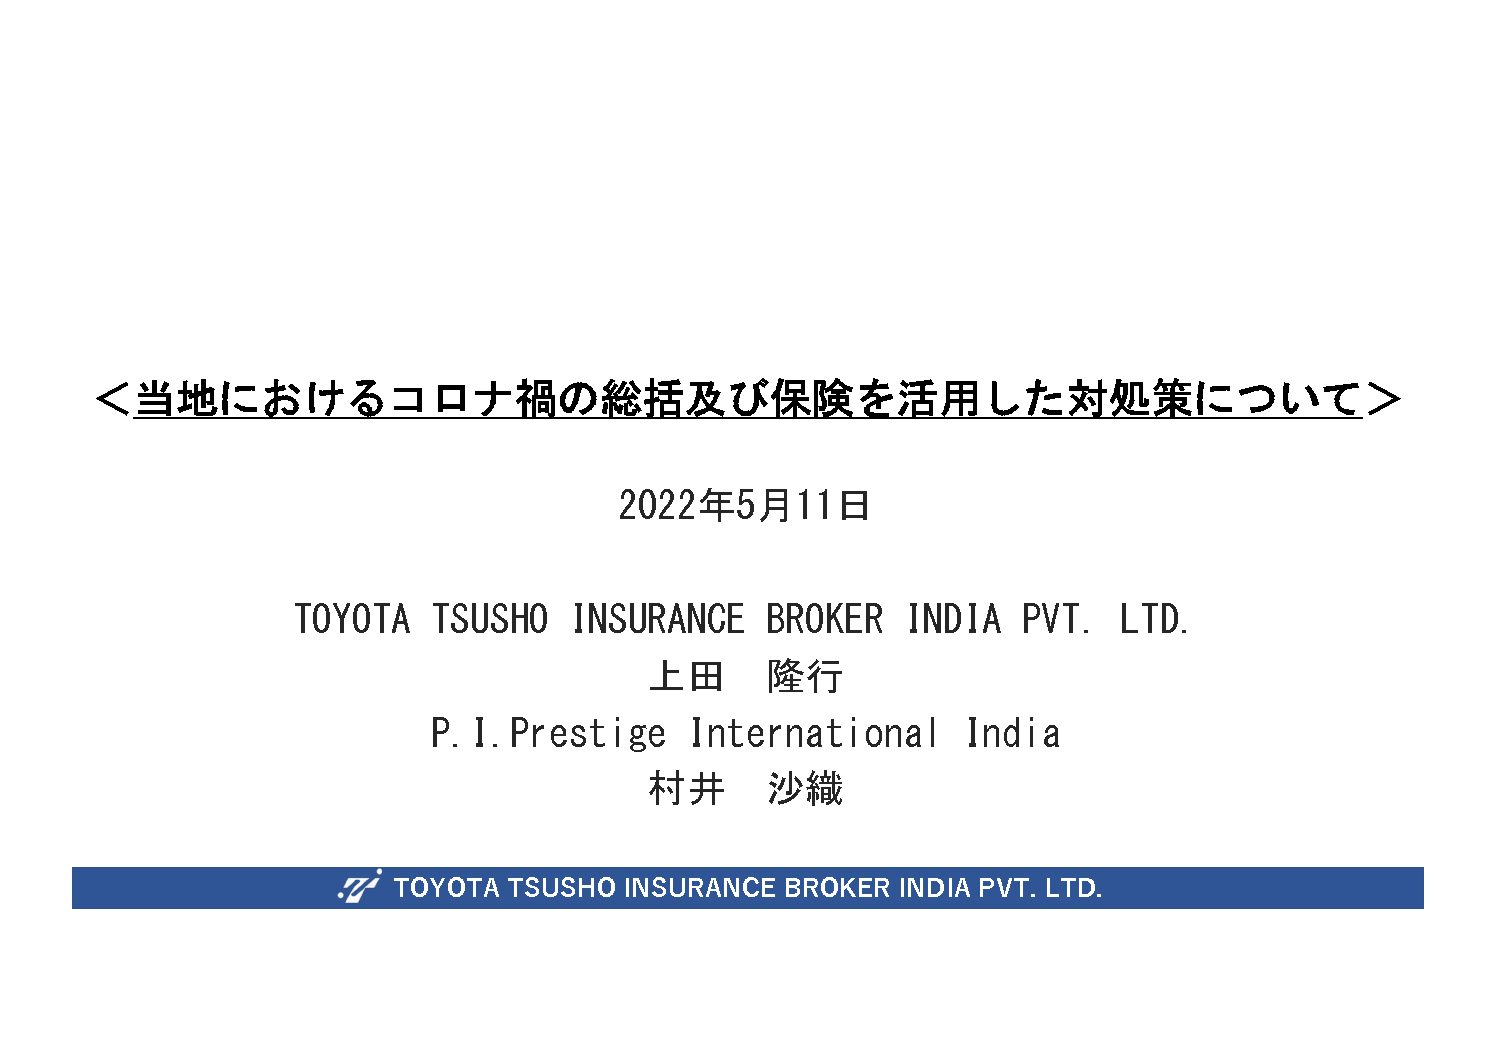 ＜当地におけるコロナ禍の総括及び保険を活用した対処策について＞
2022年5月11日
TOYOTA TSUSHO INSURANCE BROKER INDIA PVT. LTD.
上田　隆行
P.I.Prestige International India
村井　沙織
TOYOTA TSUSHO INSURANCE BROKER INDIA PVT. LTD.